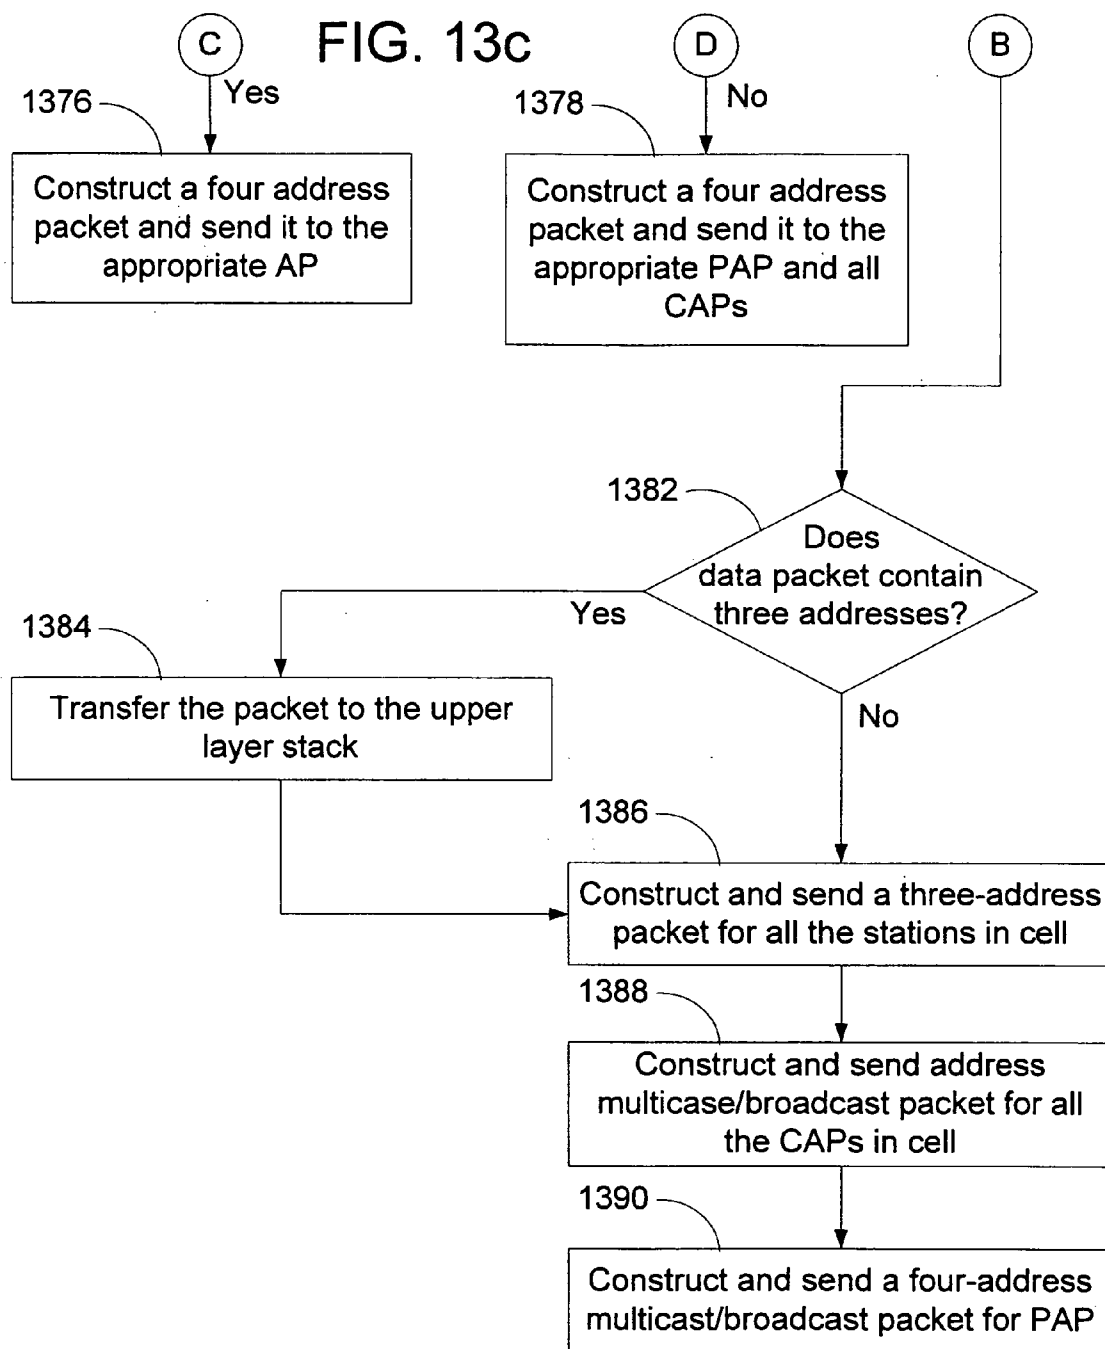 FIG. 13c
C
D
B
Yes
No
1376
1378
Construct a four address
packet and send it to the
appropriate AP
Construct a four address
packet and send it to the
appropriate PAP and all
CAPs
1382
Does
data packet contain
three addresses?
Yes
No
1384
Transfer the packet to the upper
layer stack
1386
Construct and send a three-address
packet for all the stations in cell
1388
Construct and send address
multicase/broadcast packet for all
the CAPs in cell
1390
Construct and send a four-address
multicast/broadcast packet for PAP